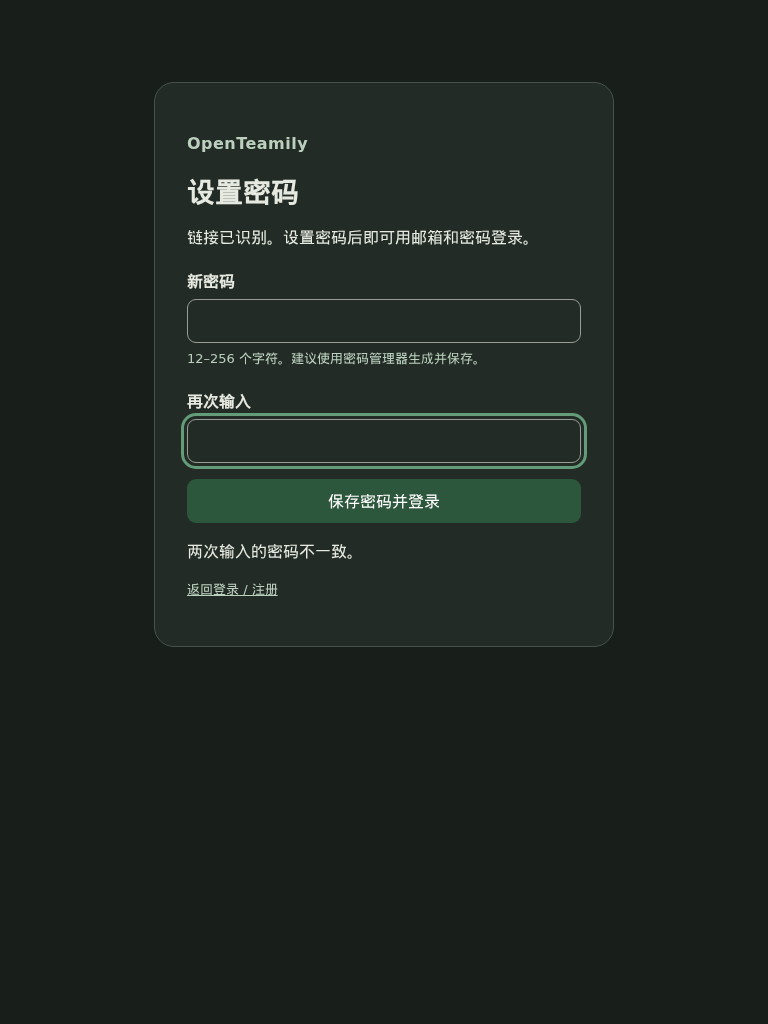 OpenTeamily
设置密码
链接已识别。设置密码后即可用邮箱和密码登录。
新密码
12–256 个字符。建议使用密码管理器生成并保存。
再次输入
保存密码并登录
两次输入的密码不一致。
返回登录 / 注册